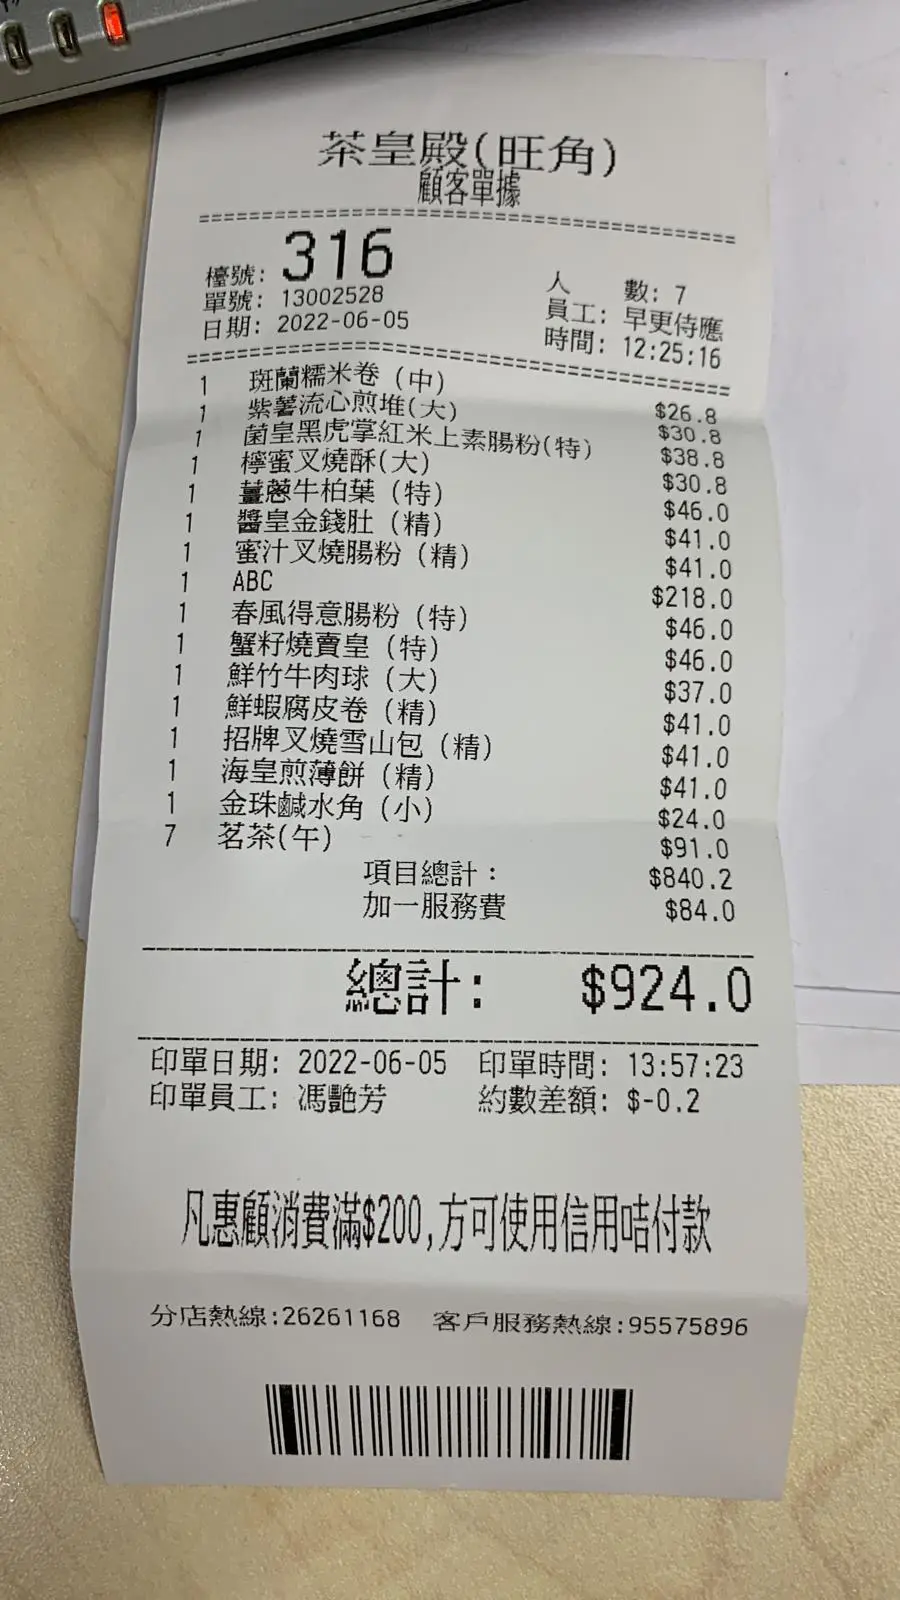 茶皇殿(旺角)
顧客單據
檯號: 316 人 數: 7
單號: 13002528 員工: 早更侍應
日期: 2022-06-05 時間: 12:25:16
1 斑蘭糯米卷 (中) $26.8
1 紫薯流心煎堆(大) $30.8
1 菌皇黑虎掌紅米上素腸粉(特) $38.8
1 檸蜜叉燒酥(大) $30.8
1 薑蔥牛柏葉 (特) $46.0
1 醬皇金錢肚 (精) $41.0
1 蜜汁叉燒腸粉 (精) $41.0
1 ABC $218.0
1 春風得意腸粉 (特) $46.0
1 蟹籽燒賣皇 (特) $46.0
1 鮮竹牛肉球 (大) $37.0
1 鮮蝦腐皮卷 (精) $41.0
1 招牌叉燒雪山包 (精) $41.0
1 海皇煎薄餅 (精) $41.0
1 金珠鹹水角 (小) $24.0
7 茗茶(午) $91.0
項目總計: $840.2
加一服務費 $84.0
總計: $924.0
印單日期: 2022-06-05 印單時間: 13:57:23
印單員工: 馮艷芳 約數差額: $-0.2
凡惠顧消費滿$200,方可使用信用咭付款
分店熱線:26261168 客戶服務熱線:95575896